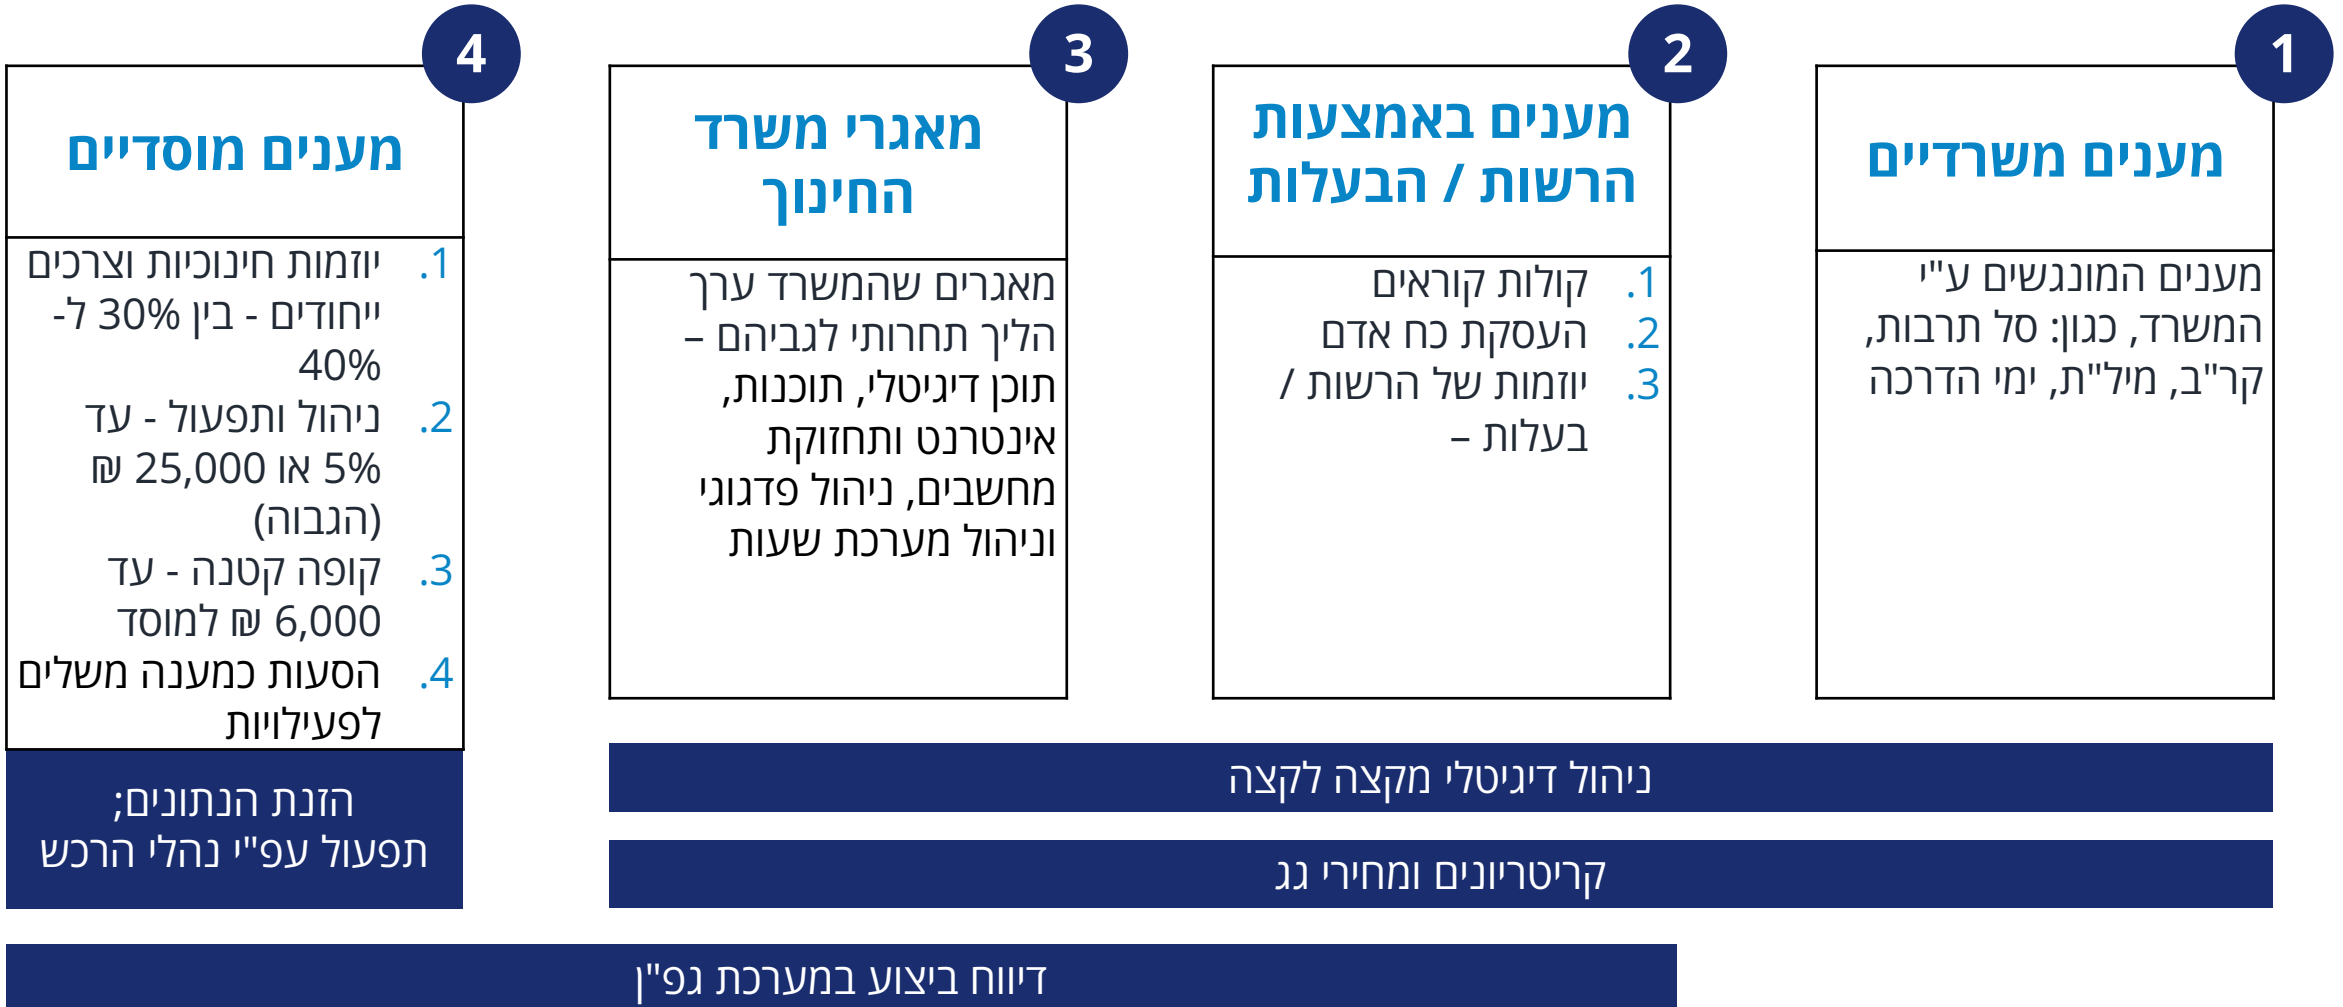 1
מענים משרדיים
מענים המונגשים ע"י
המשרד, כגון: סל תרבות,
קר"ב, מיל"ת, ימי הדרכה
2
מענים באמצעות
הרשות / הבעלות
1. קולות קוראים
2. העסקת כח אדם
3. יוזמות של הרשות /
בעלות –
3
מאגרי משרד
החינוך
מאגרים שהמשרד ערך
הליך תחרותי לגביהם –
תוכן דיגיטלי, תוכנות,
אינטרנט ותחזוקת
מחשבים, ניהול פדגוגי
וניהול מערכת שעות
4
מענים מוסדיים
1. יוזמות חינוכיות וצרכים
ייחודים - בין 30% ל-
40%
2. ניהול ותפעול - עד
5% או 25,000 ₪
(הגבוה)
3. קופה קטנה - עד
6,000 ₪ למוסד
4. הסעות כמענה משלים
לפעילויות
ניהול דיגיטלי מקצה לקצה
הזנת הנתונים;
תפעול עפ"י נהלי הרכש
קריטריונים ומחירי גג
דיווח ביצוע במערכת גפ"ן